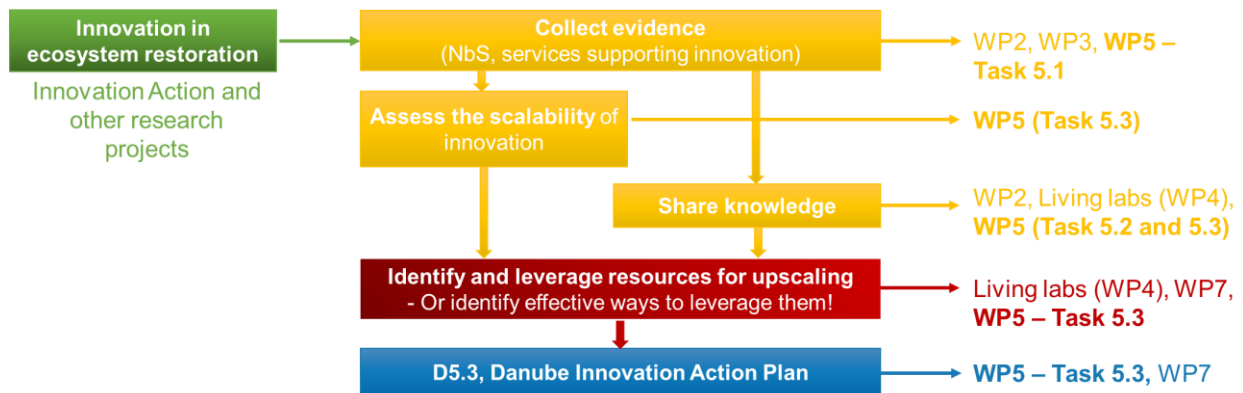 Innovation in
ecosystem restoration
Innovation Action and
other research
projects
Collect evidence
(NbS, services supporting innovation)
WP2, WP3, WP5 –
Task 5.1
Assess the scalability of
innovation
WP5 (Task 5.3)
Share knowledge
WP2, Living labs (WP4),
WP5 (Task 5.2 and 5.3)
Identify and leverage resources for upscaling
- Or identify effective ways to leverage them!
Living labs (WP4), WP7,
WP5 – Task 5.3
D5.3, Danube Innovation Action Plan
WP5 – Task 5.3, WP7